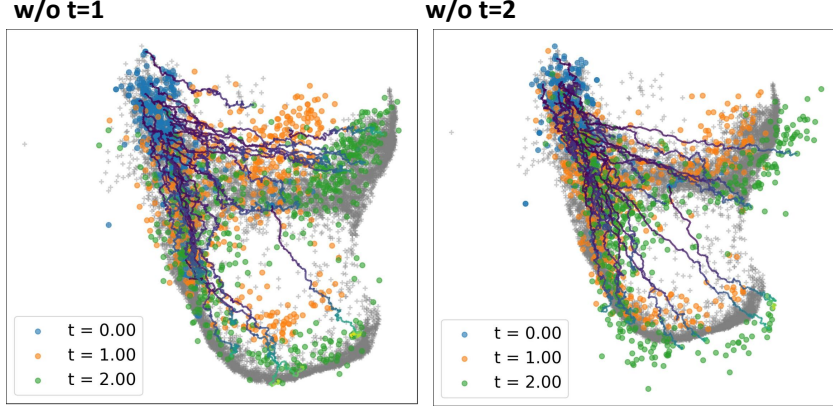 w/o t=1
t = 0.00
t = 1.00
t = 2.00
w/o t=2
t = 0.00
t = 1.00
t = 2.00